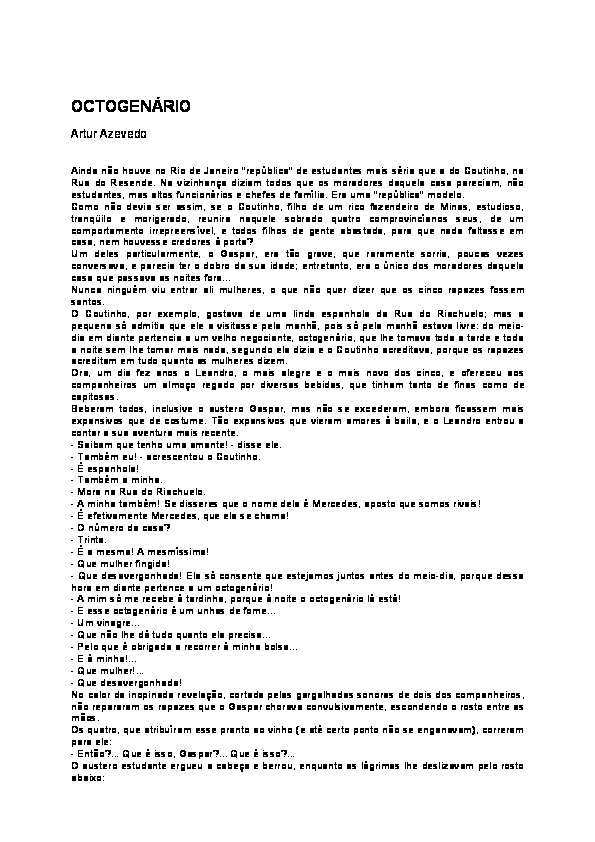 OCTOGENÁRIO
Artur Azevedo
Ainda não houve no Rio de Janeiro "república" de estudantes mais séria que a do Coutinho, na
Rua do Resende. Na vizinhança diziam todos que os moradores daquela casa pareciam, não
estudantes, mas altos funcionários e chefes de família. Era uma "república" modelo.
Como não devia ser assim, se o Coutinho, filho de um rico fazendeiro de Minas, estudioso,
tranqüilo e morigerado, reunira naquele sobrado quatro comprovincianos seus, de um
comportamento irrepreensível, e todos filhos de gente abastada, para que nada faltasse em
casa, nem houvesse credores à porta?
Um deles particularmente, o Gaspar, era tão grave, que raramente sorria, poucas vezes
conversava, e parecia ter o dobro da sua idade; entretanto, era o único dos moradores daquela
casa que passava as noites fora...
Nunca ninguém viu entrar ali mulheres, o que não quer dizer que os cinco rapazes fossem
santos.
O Coutinho, por exemplo, gostava de uma linda espanhola da Rua do Riachuelo; mas a
pequena só admitia que ele a visitasse pela manhã, pois só pela manhã estava livre: do meio-
dia em diante pertencia a um velho negociante, octogenário, que lhe tomava toda a tarde e toda
a noite sem lhe tomar mais nada, segundo ela dizia e o Coutinho acreditava, porque os rapazes
acreditam em tudo quanto as mulheres dizem.
Ora, um dia fez anos o Leandro, o mais alegre e o mais novo dos cinco, e ofereceu aos
companheiros um almoço regado por diversas bebidas, que tinham tanto de finas como de
capitosas.
Beberam todos, inclusive o austero Gaspar, mas não se excederam, embora ficassem mais
expansivos que de costume. Tão expansivos que vieram amores à baila, e o Leandro entrou a
contar a sua aventura mais recente.
- Saibam que tenho uma amante! - disse ele.
- Também eu! - acrescentou o Coutinho.
- É espanhola!
- Também a minha.
- Mora na Rua do Riachuelo.
- A minha também! Se disseres que o nome dela é Mercedes, aposto que somos rivais!
- É efetivamente Mercedes, que ela se chama!
- O número da casa?
- Trinta.
- É a mesma! A mesmíssima!
- Que mulher fingida!
- Que desavergonhada! Ela só consente que estejamos juntos antes do meio-dia, porque dessa
hora em diante pertence a um octogenário!
- A mim só me recebe à tardinha, porque à noite o octogenário lá está!
- E esse octogenário é um unhas de fome...
- Um vinagre...
- Que não lhe dá tudo quanto ela precisa...
- Pelo que é obrigada a recorrer à minha bolsa...
- E à minha!...
- Que mulher!...
- Que desavergonhada!
No calor da inopinada revelação, cortada pelas gargalhadas sonoras de dois dos companheiros,
não repararam os rapazes que o Gaspar chorava convulsivamente, escondendo o rosto entre as
mãos.
Os quatro, que atribuíram esse pranto ao vinho (e até certo ponto não se enganavam), correram
para ele:
- Então?... Que é isso, Gaspar?... Que é isso?...
O austero estudante ergueu a cabeça e berrou, enquanto as lágrimas lhe deslizavam pelo rosto
abaixo: